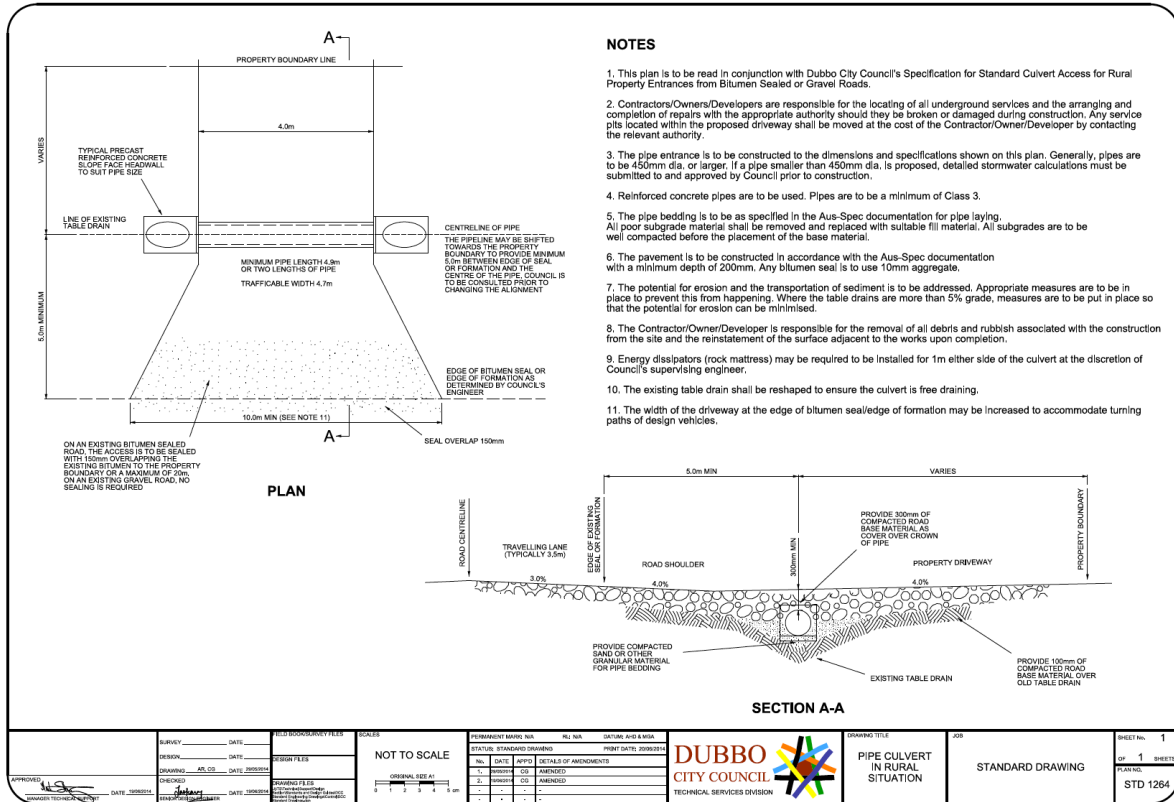 A
PROPERTY BOUNDARY LINE
4.0m
VARIES
TYPICAL PRECAST
REINFORCED CONCRETE
SLOPE FACE HEADWALL
TO SUIT PIPE SIZE
LINE OF EXISTING
TABLE DRAIN
CENTRELINE OF PIPE
THE PIPELINE MAY BE SHIFTED
TOWARDS THE PROPERTY
BOUNDARY TO PROVIDE MINIMUM
5.0m BETWEEN EDGE OF SEAL
OR FORMATION AND THE
CENTRE OF THE PIPE, COUNCIL IS
TO BE CONSULTED PRIOR TO
CHANGING THE ALIGNMENT
MINIMUM PIPE LENGTH 4.9m
OR TWO LENGTHS OF PIPE
TRAFFICABLE WIDTH 4.7m
5.0m MINIMUM
EDGE OF BITUMEN SEAL OR
EDGE OF FORMATION AS
DETERMINED BY COUNCIL'S
ENGINEER
10.0m MIN (SEE NOTE 11)
A
SEAL OVERLAP 150mm
ON AN EXISTING BITUMEN SEALED
ROAD, THE ACCESS IS TO BE SEALED
WITH 150mm OVERLAPPING THE
EXISTING BITUMEN TO THE PROPERTY
BOUNDARY OR A MAXIMUM OF 20m.
ON AN EXISTING GRAVEL ROAD, NO
SEALING IS REQUIRED
PLAN
NOTES
1. This plan is to be read in conjunction with Dubbo City Council's Specification for Standard Culvert Access for Rural
Property Entrances from Bitumen Sealed or Gravel Roads.
2. Contractors/Owners/Developers are responsible for the locating of all underground services and the arranging and
completion of repairs with the appropriate authority should they be broken or damaged during construction. Any service
pits located within the proposed driveway shall be moved at the cost of the Contractor/Owner/Developer by contacting
the relevant authority.
3. The pipe entrance is to be constructed to the dimensions and specifications shown on this plan. Generally, pipes are
to be 450mm dia. or larger. If a pipe smaller than 450mm dia. is proposed, detailed stormwater calculations must be
submitted to and approved by Council prior to construction.
4. Reinforced concrete pipes are to be used. Pipes are to be a minimum of Class 3.
5. The pipe bedding is to be as specified in the Aus-Spec documentation for pipe laying.
All poor subgrade material shall be removed and replaced with suitable fill material. All subgrades are to be
well compacted before the placement of the base material.
6. The pavement is to be constructed in accordance with the Aus-Spec documentation
with a minimum depth of 200mm. Any bitumen seal is to use 10mm aggregate.
7. The potential for erosion and the transportation of sediment is to be addressed. Appropriate measures are to be in
place to prevent this from happening. Where the table drains are more than 5% grade, measures are to be put in place so
that the potential for erosion can be minimised.
8. The Contractor/Owner/Developer is responsible for the removal of all debris and rubbish associated with the construction
from the site and the reinstatement of the surface adjacent to the works upon completion.
9. Energy dissipators (rock mattress) may be required to be installed for 1m either side of the culvert at the discretion of
Council's supervising engineer.
10. The existing table drain shall be reshaped to ensure the culvert is free draining.
11. The width of the driveway at the edge of bitumen seal/edge of formation may be increased to accommodate turning
paths of design vehicles.
5.0m MIN
VARIES
ROAD CENTRELINE
EDGE OF EXISTING
SEAL OR FORMATION
300mm MIN
PROPERTY BOUNDARY
TRAVELLING LANE
(TYPICALLY 3.5m)
ROAD SHOULDER
PROVIDE 300mm OF
COMPACTED ROAD
BASE MATERIAL AS
COVER OVER CROWN
OF PIPE
PROPERTY DRIVEWAY
3.0%
4.0%
4.0%
PROVIDE COMPACTED
SAND OR OTHER
GRANULAR MATERIAL
FOR PIPE BEDDING
EXISTING TABLE DRAIN
PROVIDE 100mm OF
COMPACTED ROAD
BASE MATERIAL OVER
OLD TABLE DRAIN
SECTION A-A
APPROVED
MANAGER TECHNICAL SUPPORT
DATE 19/06/2014
SURVEY DATE
DESIGN DATE
DRAWING AR, CG DATE
CHECKED
SENIOR DESIGN ENGINEER DATE 19/06/2014
FIELD BOOK/SURVEY FILES
DESIGN FILES
DRAWING FILES
SCALES
NOT TO SCALE
ORIGINAL SIZE A1
0 1 2 3 4 5 cm
PERMANENT MARK: N/A RL: N/A DATUM: AHD & MGA
STATUS: STANDARD DRAWING PRINT DATE: 20/06/2014
No. DATE APPD DETAILS OF AMENDMENTS
1. CG AMENDED
2. 19/06/2014 CG AMENDED
- - - -
- - - -
DUBBO
CITY COUNCIL
TECHNICAL SERVICES DIVISION
DRAWING TITLE
PIPE CULVERT
IN RURAL
SITUATION
JOB
STANDARD DRAWING
SHEET No. 1
OF 1 SHEETS
PLAN NO.
STD 1264